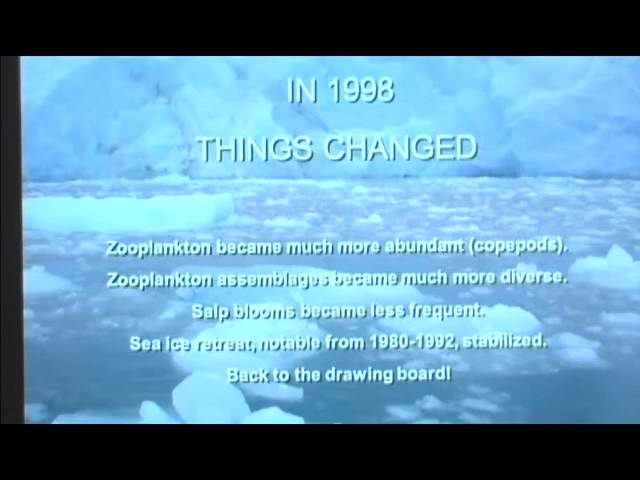 IN 1998
THINGS CHANGED
Zooplankton became much more abundant (copepods).
Zooplankton assemblages became much more diverse.
Salp blooms became less frequent.
Sea Ice retreat, notable from 1980-1992, stabilized.
Back to the drawing board!